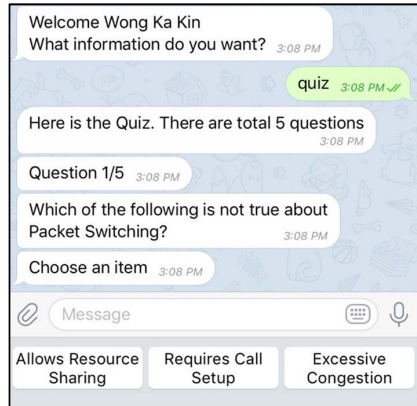 Welcome Wong Ka Kin
What information do you want? 3:08 PM
quiz 3:08 PM
Here is the Quiz. There are total 5 questions
3:08 PM
Question 1/5 3:08 PM
Which of the following is not true about
Packet Switching? 3:08 PM
Choose an item 3:08 PM
Message
Allows Resource
Sharing
Requires Call
Setup
Excessive
Congestion